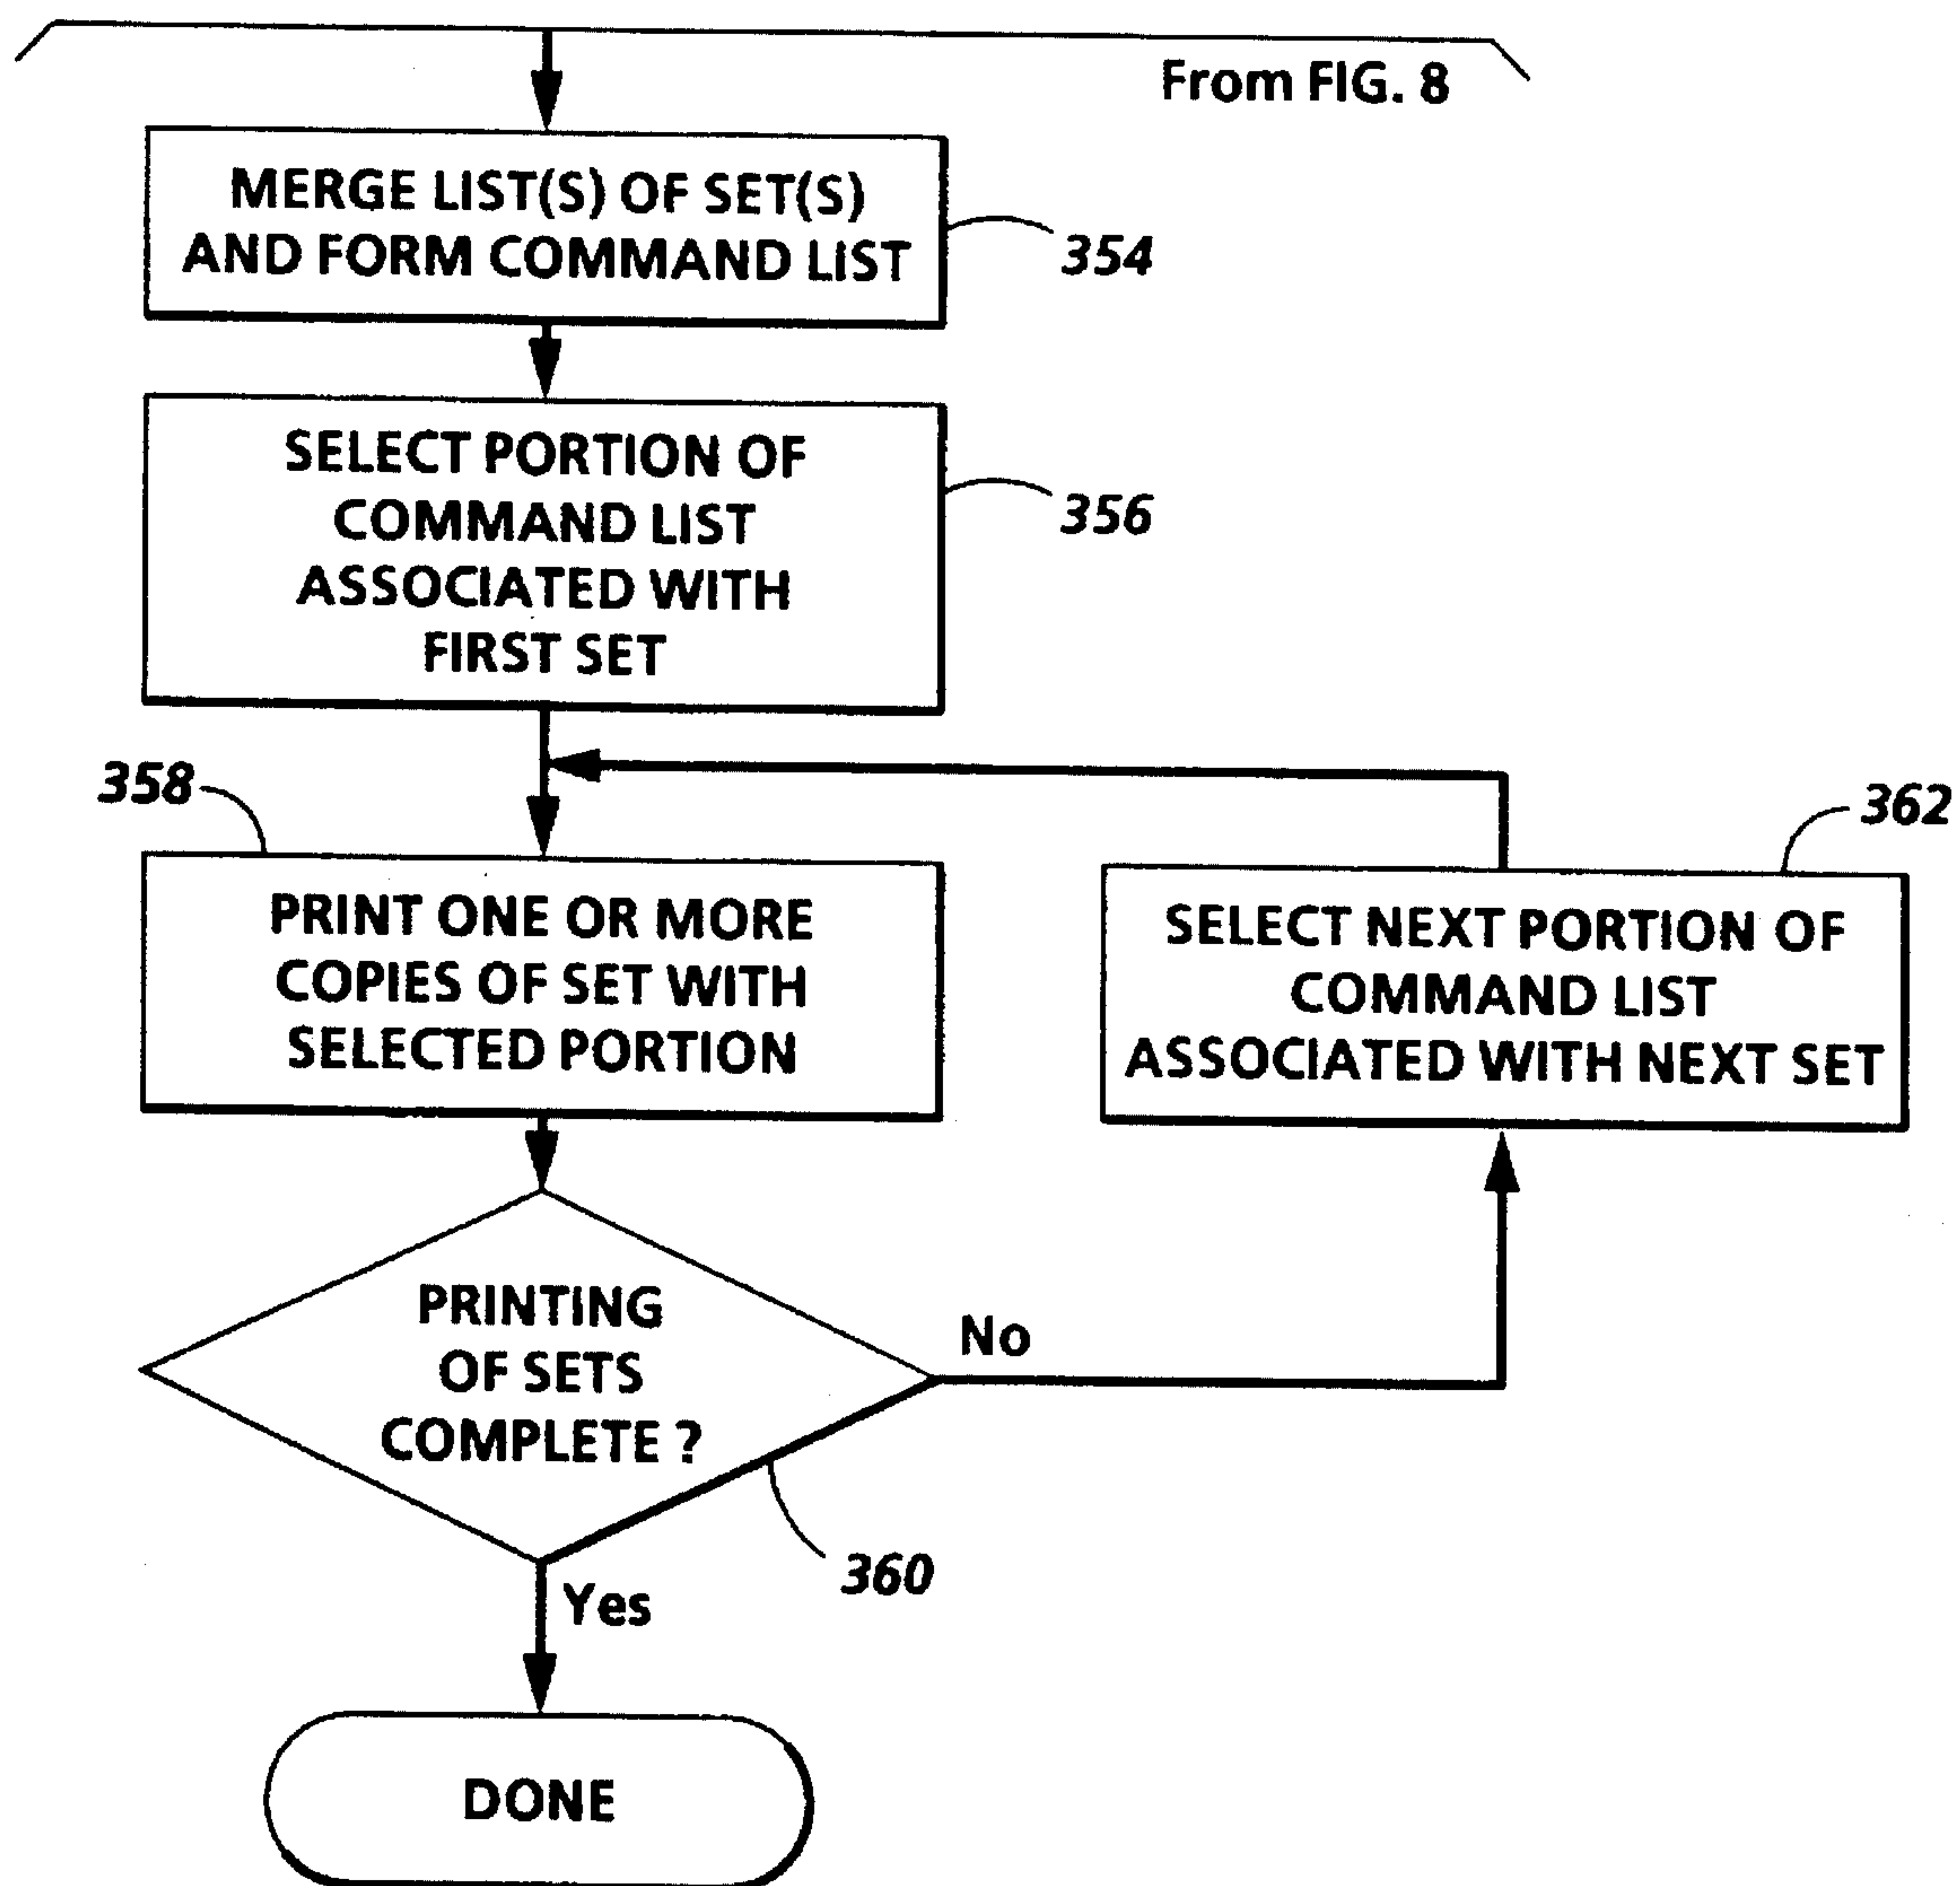 From FIG. 8
MERGE LIST(S) OF SET(S)
AND FORM COMMAND LIST
354
SELECT PORTION OF
COMMAND LIST
ASSOCIATED WITH
FIRST SET
356
358
PRINT ONE OR MORE
COPIES OF SET WITH
SELECTED PORTION
362
SELECT NEXT PORTION OF
COMMAND LIST
ASSOCIATED WITH NEXT SET
PRINTING
OF SETS
COMPLETE ?
No
360
Yes
DONE